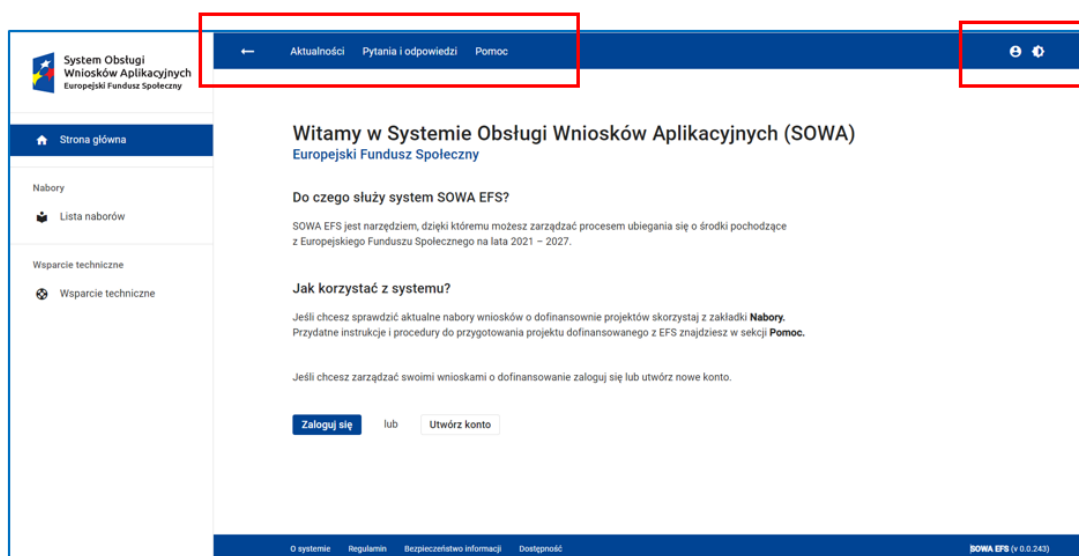 System Obsługi
Wniosków Aplikacyjnych
Europejski Fundusz Społeczny
Aktualności Pytania i odpowiedzi Pomoc
Strona główna
Nabory
Lista naborów
Wsparcie techniczne
Wsparcie techniczne
Witamy w Systemie Obsługi Wniosków Aplikacyjnych (SOWA)
Europejski Fundusz Społeczny
Do czego służy system SOWA EFS?
SOWA EFS jest narzędziem, dzięki któremu możesz zarządzać procesem ubiegania się o środki pochodzące
z Europejskiego Funduszu Społecznego na lata 2021 – 2027.
Jak korzystać z systemu?
Jeśli chcesz sprawdzić aktualne nabory wniosków o dofinansownie projektów skorzystaj z zakładki Nabory.
Przydatne instrukcje i procedury do przygotowania projektu dofinansowanego z EFS znajdziesz w sekcji Pomoc.
Jeśli chcesz zarządzać swoimi wnioskami o dofinansowanie zaloguj się lub utwórz nowe konto.
Zaloguj się lub Utwórz konto
O systemie Regulamin Bezpieczeństwo informacji Dostępność SOWA EFS (v 0.0.243)